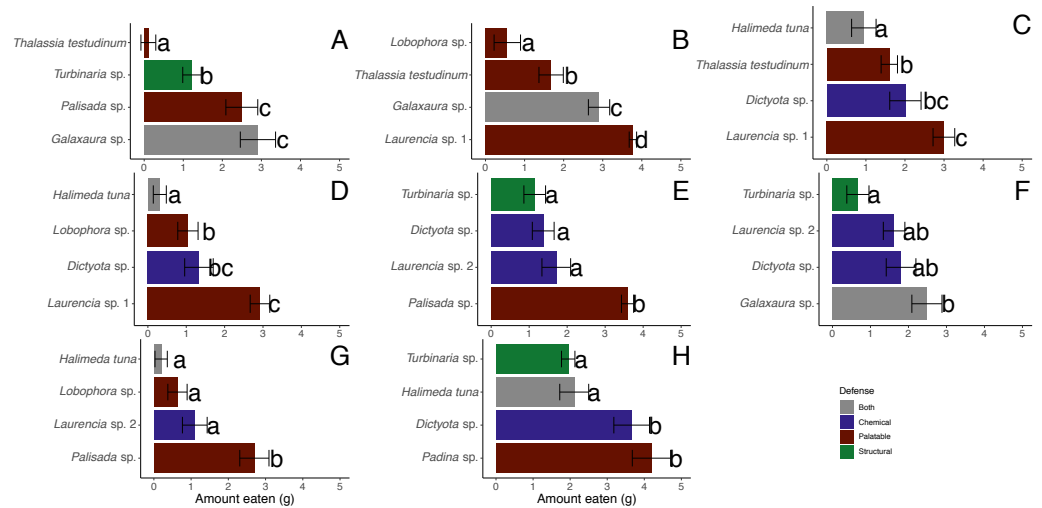 A
Thalassia testudinum a
Turbinaria sp. b
Palisada sp. c
Galaxaura sp. c
0 1 2 3 4 5
B
Lobophora sp. a
Thalassia testudinum b
Galaxaura sp. c
Laurencia sp. 1 d
0 1 2 3 4 5
C
Halimeda tuna a
Thalassia testudinum b
Dictyota sp. bc
Laurencia sp. 1 c
0 1 2 3 4 5
D
Halimeda tuna a
Lobophora sp. b
Dictyota sp. bc
Laurencia sp. 1 c
0 1 2 3 4 5
E
Turbinaria sp. a
Dictyota sp. a
Laurencia sp. 2 a
Palisada sp. b
0 1 2 3 4 5
F
Turbinaria sp. a
Laurencia sp. 2 ab
Dictyota sp. ab
Galaxaura sp. b
0 1 2 3 4 5
G
Halimeda tuna a
Lobophora sp. a
Laurencia sp. 2 a
Palisada sp. b
0 1 2 3 4 5
Amount eaten (g)
H
Turbinaria sp. a
Halimeda tuna a
Dictyota sp. b
Padina sp. b
0 1 2 3 4 5
Amount eaten (g)
Defense
Both
Chemical
Palatable
Structural